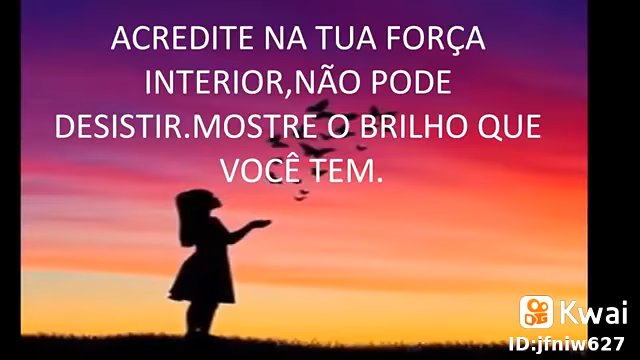 ACREDITE NA TUA FORÇA
INTERIOR,NÃO PODE
DESISTIR.MOSTRE O BRILHO QUE
VOCÊ TEM.
Kwai
ID:jfniw627